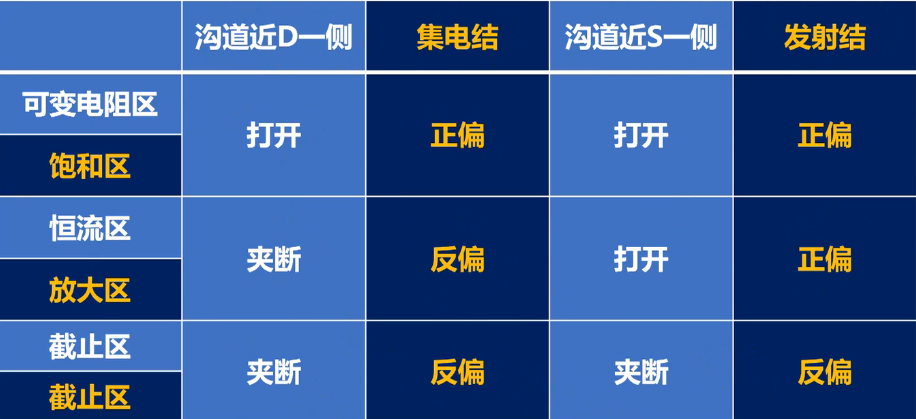 沟道近D一侧 集电结 沟道近S一侧 发射结
可变电阻区
打开 正偏 打开 正偏
饱和区
恒流区
夹断 反偏 打开 正偏
放大区
截止区
夹断 反偏 夹断 反偏
截止区